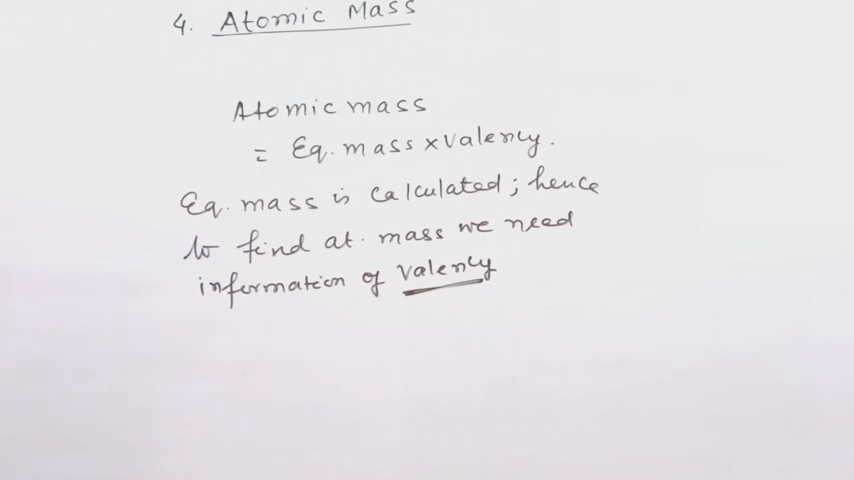 4. Atomic Mass
Atomic mass
= Eq. mass × valency.
Eq. mass is calculated; hence
to find at. mass we need
information of valency